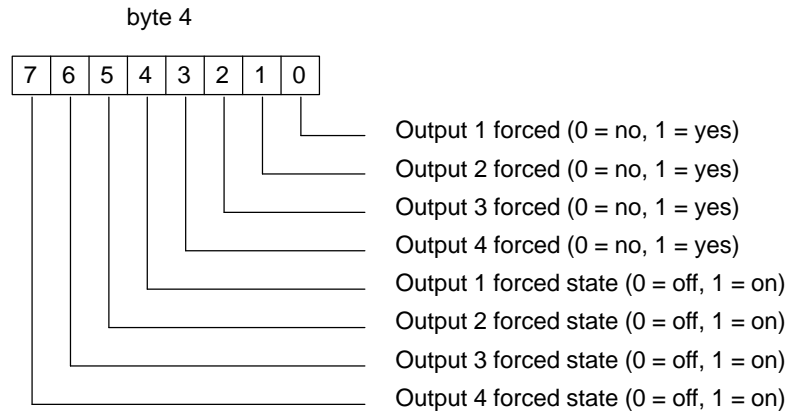 byte 4
7 6 5 4 3 2 1 0
Output 1 forced (0 = no, 1 = yes)
Output 2 forced (0 = no, 1 = yes)
Output 3 forced (0 = no, 1 = yes)
Output 4 forced (0 = no, 1 = yes)
Output 1 forced state (0 = off, 1 = on)
Output 2 forced state (0 = off, 1 = on)
Output 3 forced state (0 = off, 1 = on)
Output 4 forced state (0 = off, 1 = on)